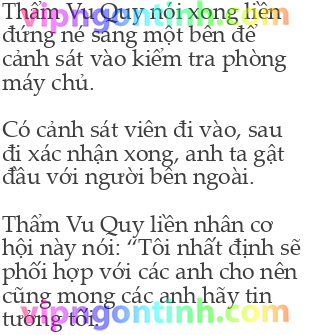 Thẩm Vu Quy nói xong liền
đứng né sang một bên để
cảnh sát vào kiểm tra phòng
máy chủ.
Có cảnh sát viên đi vào, sau
đi xác nhận xong, anh ta gật
đầu với người bên ngoài.
Thẩm Vu Quy liền nhân cơ
hội này nói: “Tôi nhất định sẽ
phối hợp với các anh cho nên
cũng mong các anh hãy tin
tưởng tôi.
vipngontinh.com
vipngontinh.com